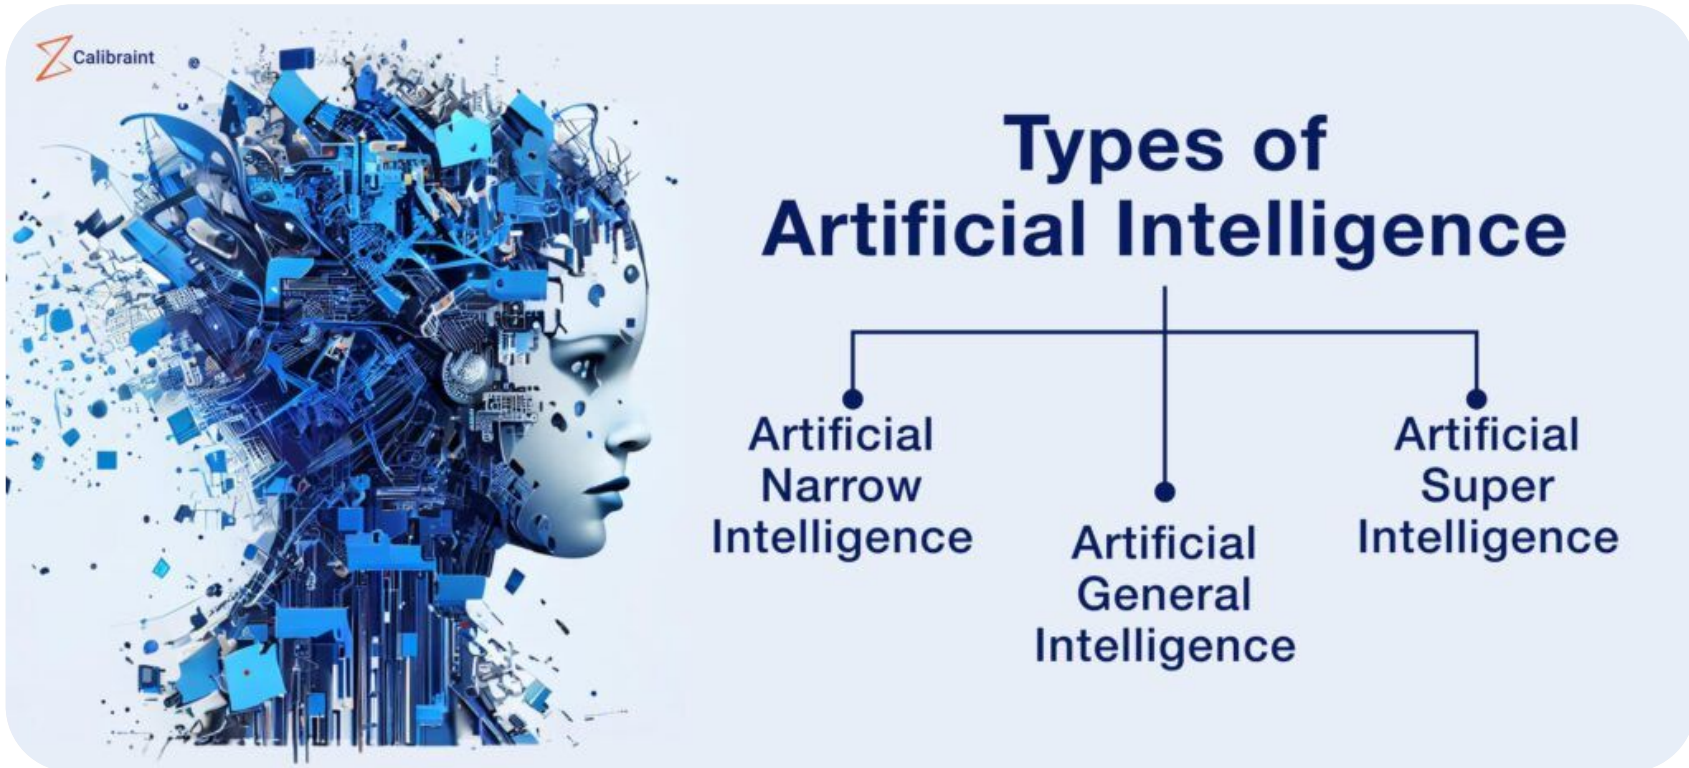 Calibraint
Types of
Artificial Intelligence
Artificial
Narrow
Intelligence
Artificial
General
Intelligence
Artificial
Super
Intelligence